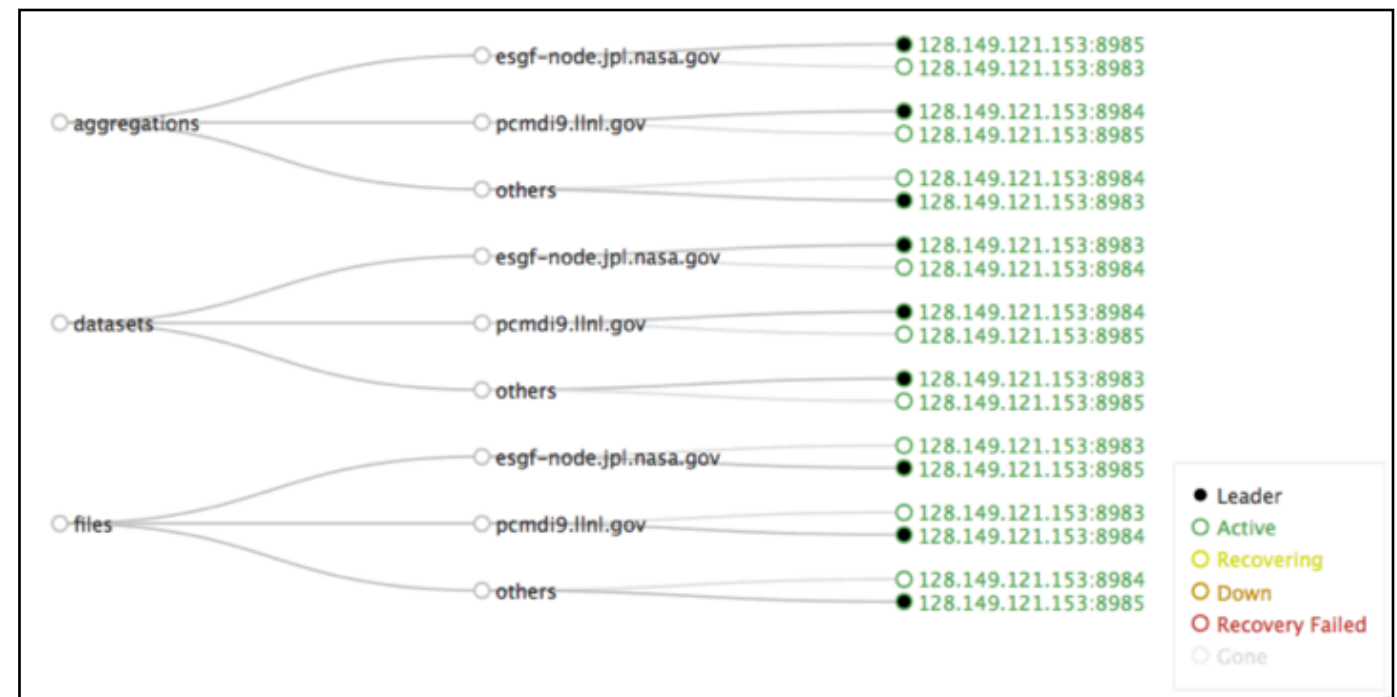 esgf-node.jpl.nasa.gov
128.149.121.153:8985
128.149.121.153:8983
aggregations
pcmdi9.llnl.gov
128.149.121.153:8984
128.149.121.153:8985
others
128.149.121.153:8984
128.149.121.153:8983
esgf-node.jpl.nasa.gov
128.149.121.153:8983
128.149.121.153:8984
datasets
pcmdi9.llnl.gov
128.149.121.153:8984
128.149.121.153:8985
others
128.149.121.153:8983
128.149.121.153:8985
esgf-node.jpl.nasa.gov
128.149.121.153:8983
128.149.121.153:8985
files
pcmdi9.llnl.gov
128.149.121.153:8983
128.149.121.153:8984
others
128.149.121.153:8984
128.149.121.153:8985
Leader
Active
Recovering
Down
Recovery Failed
Gone